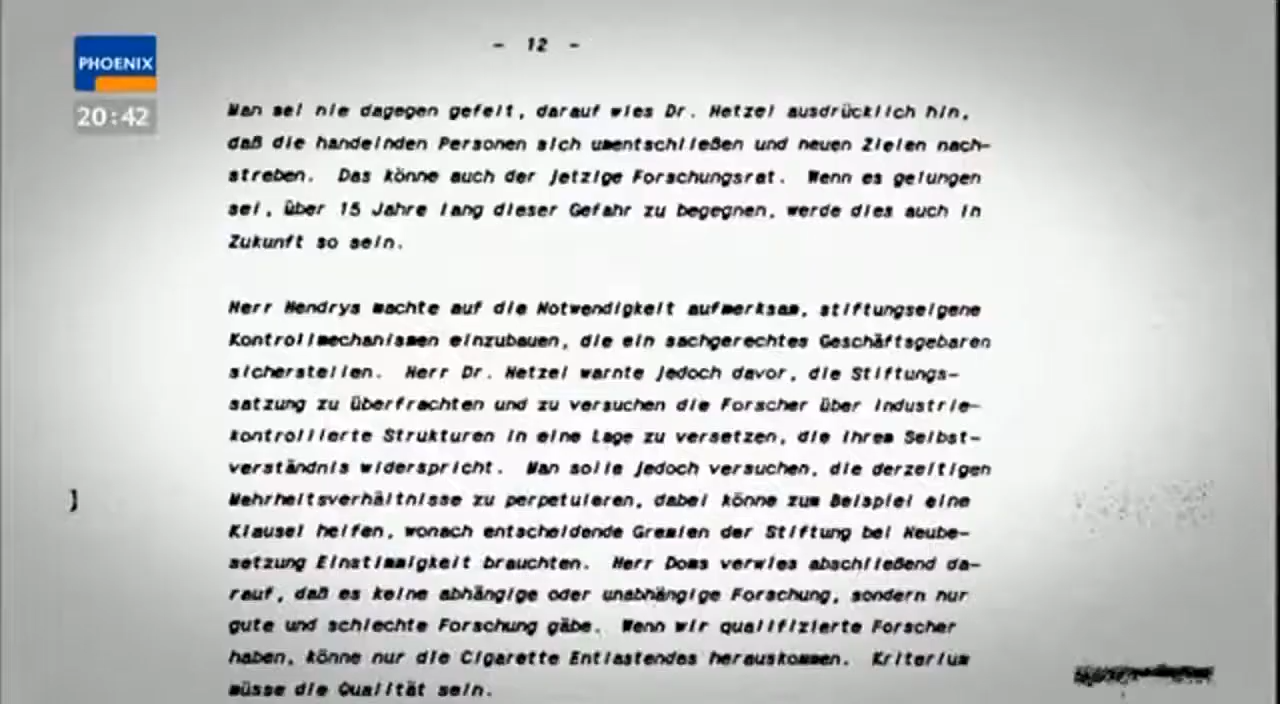 PHOENIX
20:42
- 12 -
Man sei nie dagegen gefeit, darauf wies Dr. Hetzel ausdrücklich hin,
daß die handelnden Personen sich umentschließen und neuen Zielen nach-
streben. Das könne auch der jetzige Forschungsrat. Wenn es gelungen
sei, über 15 Jahre lang dieser Gefahr zu begegnen, werde dies auch in
Zukunft so sein.
Herr Hendrys machte auf die Notwendigkeit aufmerksam, stiftungseigene
Kontrollmechanismen einzubauen, die ein sachgerechtes Geschäftsgebaren
sicherstellen. Herr Dr. Hetzel warnte jedoch davor, die Stiftungs-
satzung zu überfrachten und zu versuchen die Forscher über industrie-
kontrollierte Strukturen in eine Lage zu versetzen, die ihrem Selbst-
verständnis widerspricht. Man solle jedoch versuchen, die derzeitigen
Mehrheitsverhältnisse zu perpetuieren, dabei könne zum Beispiel eine
Klausel helfen, wonach entscheidende Gremien der Stiftung bei Neube-
setzung Einstimmigkeit brauchten. Herr Doms verwies abschließend da-
rauf, daß es keine abhängige oder unabhängige Forschung, sondern nur
gute und schlechte Forschung gäbe. Wenn wir qualifizierte Forscher
haben, könne nur die Cigarette Entlastendes herauskommen. Kriterium
müsse die Qualität sein.